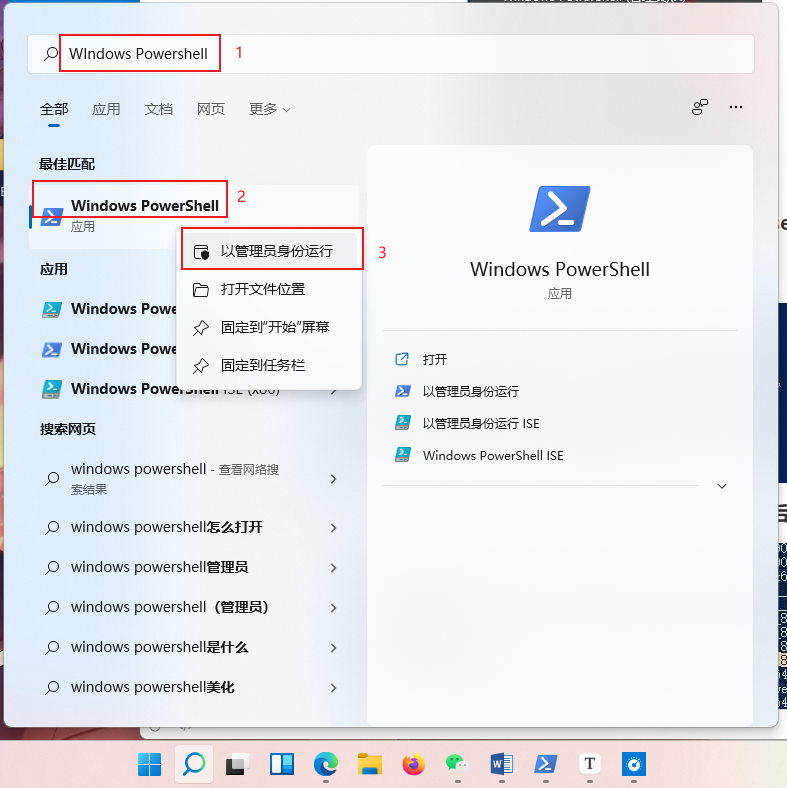 WIndows Powershell
1
全部
应用
文档
网页
更多
最佳匹配
Windows PowerShell
应用
2
以管理员身份运行
3
打开文件位置
固定到“开始”屏幕
固定到任务栏
应用
Windows
Windows
Windows
搜索网页
windows powershell - 查看网络搜
索结果
windows powershell怎么打开
windows powershell管理员
windows powershell（管理员）
windows powershell是什么
windows powershell美化
Windows PowerShell
应用
打开
以管理员身份运行
以管理员身份运行 ISE
Windows PowerShell ISE
T